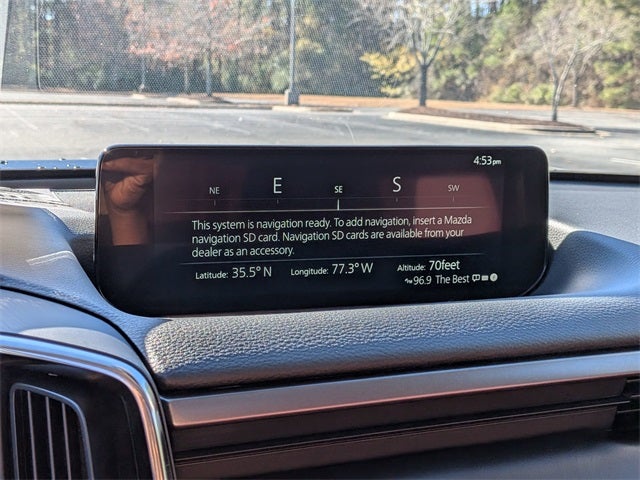 4:53pm
NE E SE S SW
This system is navigation ready. To add navigation, insert a Mazda
navigation SD card. Navigation SD cards are available from your
dealer as an accessory.
Latitude: 35.5° N Longitude: 77.3° W Altitude: 70feet
96.9 The Best